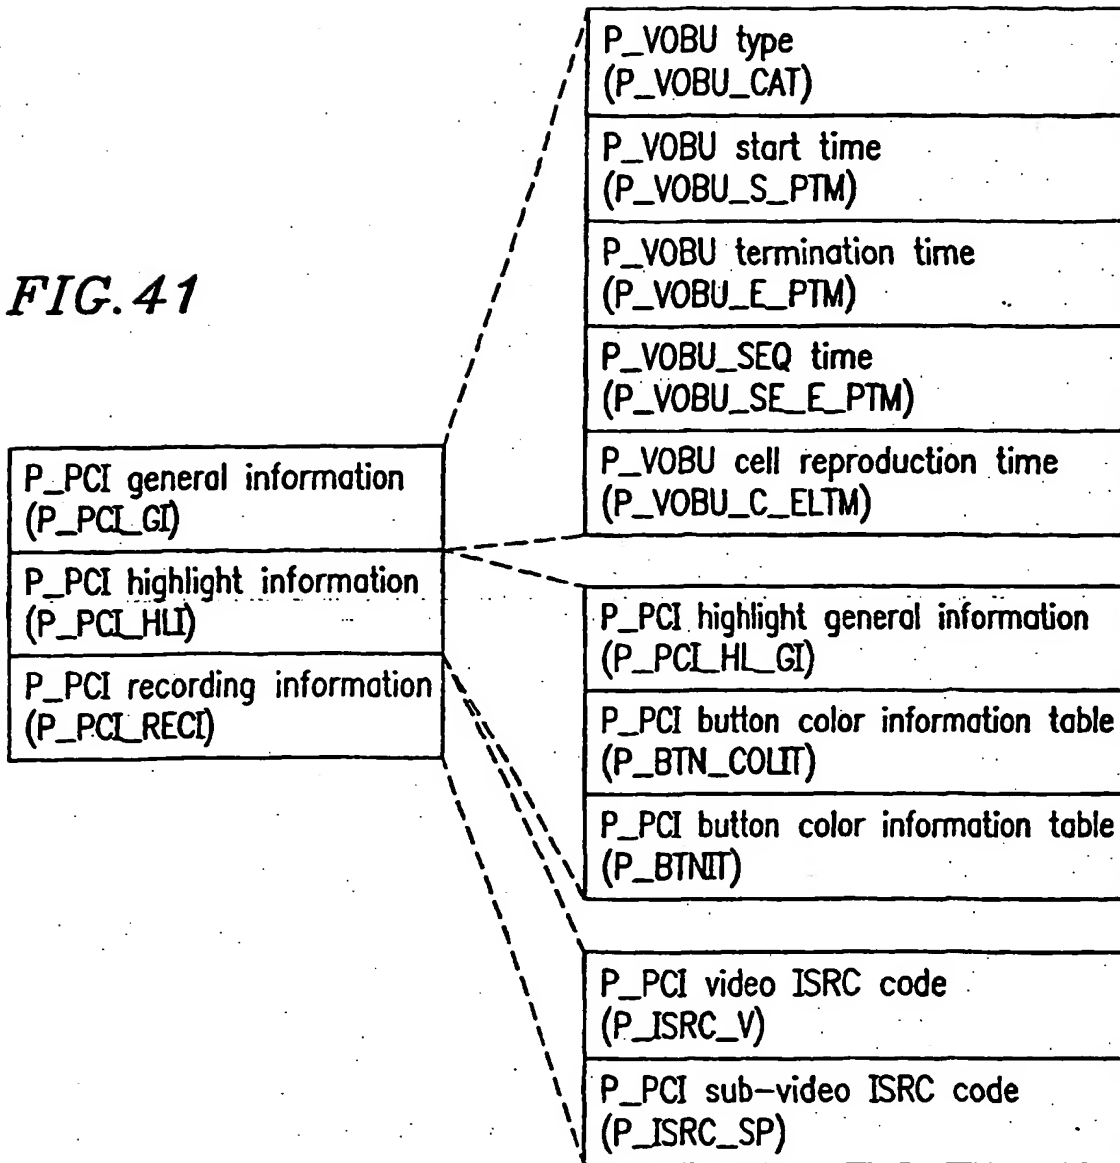 FIG.41
P_PCI general information
(P_PCI_GI)
P_PCI highlight information
(P_PCI_HLI)
P_PCI recording information
(P_PCI_RECI)
P_VOBU type
(P_VOBU_CAT)
P_VOBU start time
(P_VOBU_S_PTM)
P_VOBU termination time
(P_VOBU_E_PTM)
P_VOBU_SEQ time
(P_VOBU_SE_E_PTM)
P_VOBU cell reproduction time
(P_VOBU_C_ELTM)
P_PCI highlight general information
(P_PCI_HL_GI)
P_PCI button color information table
(P_BTN_COLIT)
P_PCI button color information table
(P_BTNIT)
P_PCI video ISRC code
(P_ISRC_V)
P_PCI sub-video ISRC code
(P_ISRC_SP)